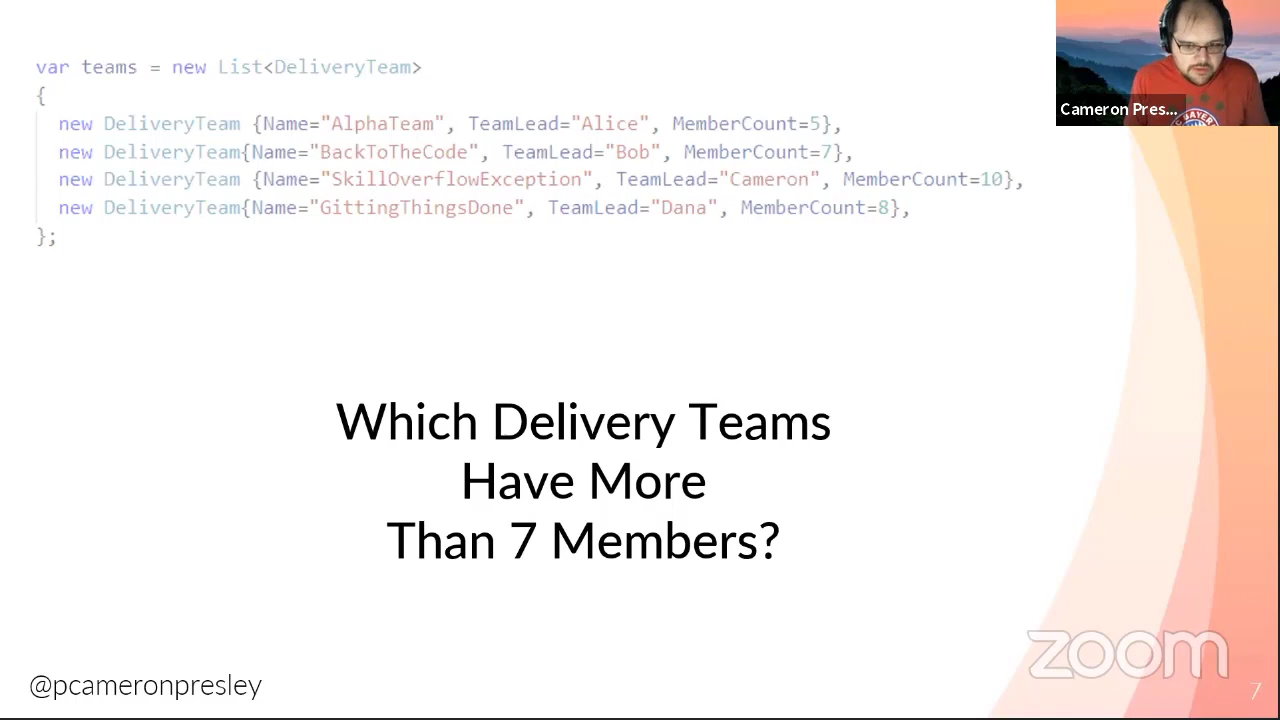 var teams = new List<DeliveryTeam>
{
new DeliveryTeam {Name="AlphaTeam", TeamLead="Alice", MemberCount=5},
new DeliveryTeam{Name="BackToTheCode", TeamLead="Bob", MemberCount=7},
new DeliveryTeam {Name="SkillOverflowException", TeamLead="Cameron", MemberCount=10},
new DeliveryTeam{Name="GittingThingsDone", TeamLead="Dana", MemberCount=8},
};
Cameron Pres...
Which Delivery Teams
Have More
Than 7 Members?
@pcameronpresley
zoom
7